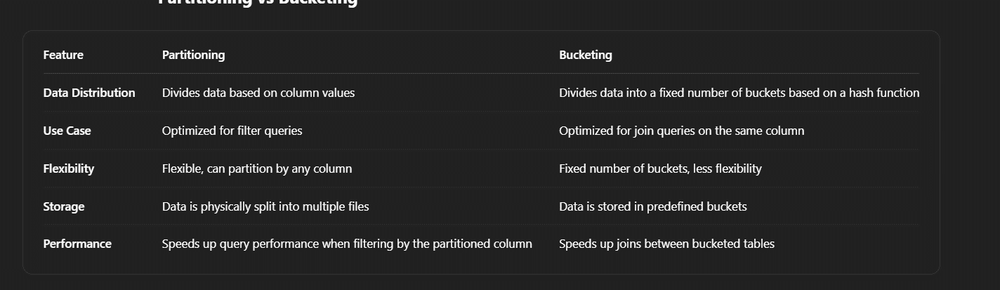 Partitioning vs Bucketing
Feature Partitioning Bucketing
Data Distribution Divides data based on column values Divides data into a fixed number of buckets based on a hash function
Use Case Optimized for filter queries Optimized for join queries on the same column
Flexibility Flexible, can partition by any column Fixed number of buckets, less flexibility
Storage Data is physically split into multiple files Data is stored in predefined buckets
Performance Speeds up query performance when filtering by the partitioned column Speeds up joins between bucketed tables